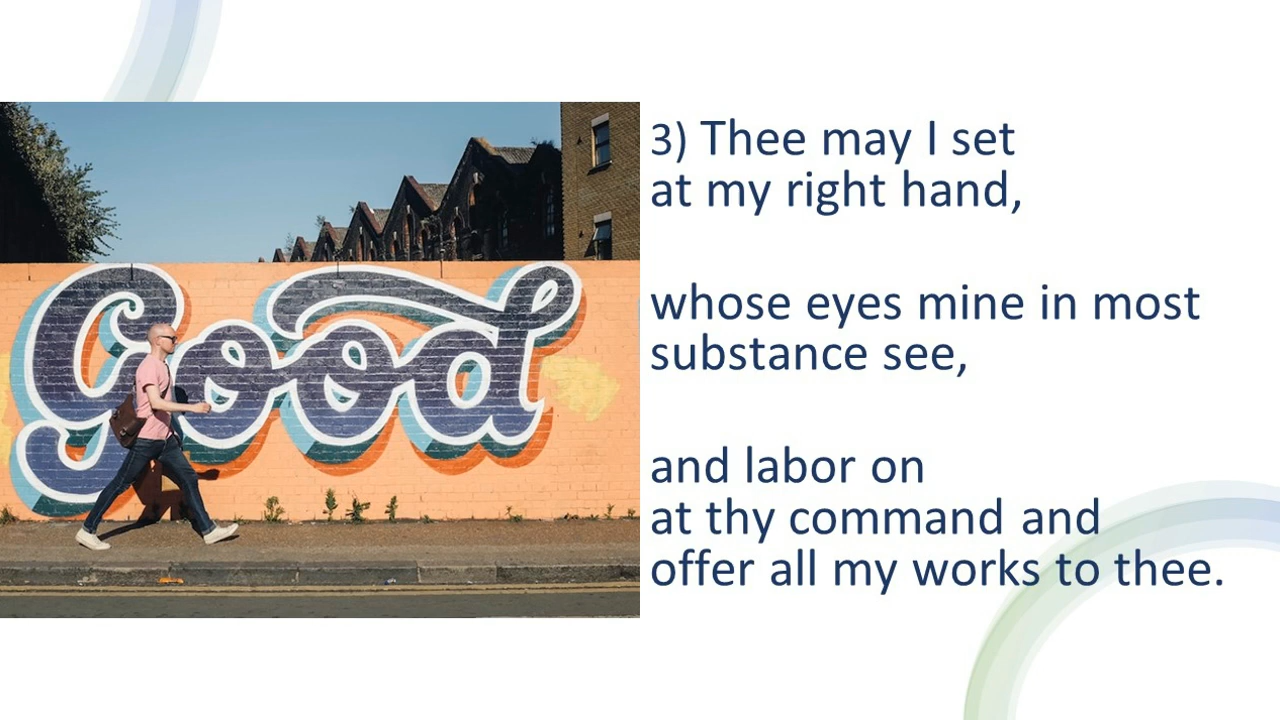 Good
3) Thee may I set
at my right hand,
whose eyes mine in most
substance see,
and labor on
at thy command and
offer all my works to thee.